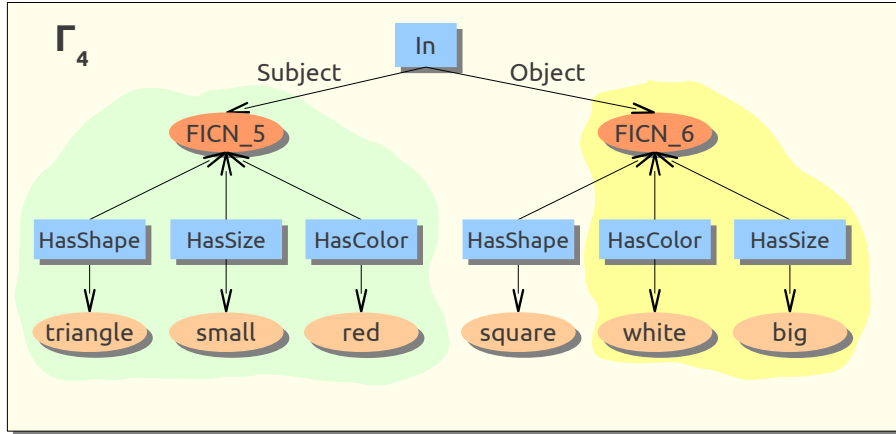 Γ₄
In
Subject Object
FICN_5 FICN_6
HasShape HasSize HasColor HasShape HasColor HasSize
triangle small red square white big